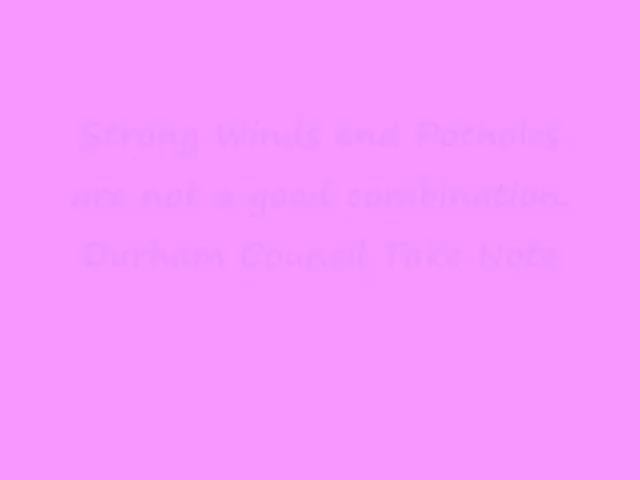 Strong Winds and Potholes
are not a good combination.
Durham Council Take Note